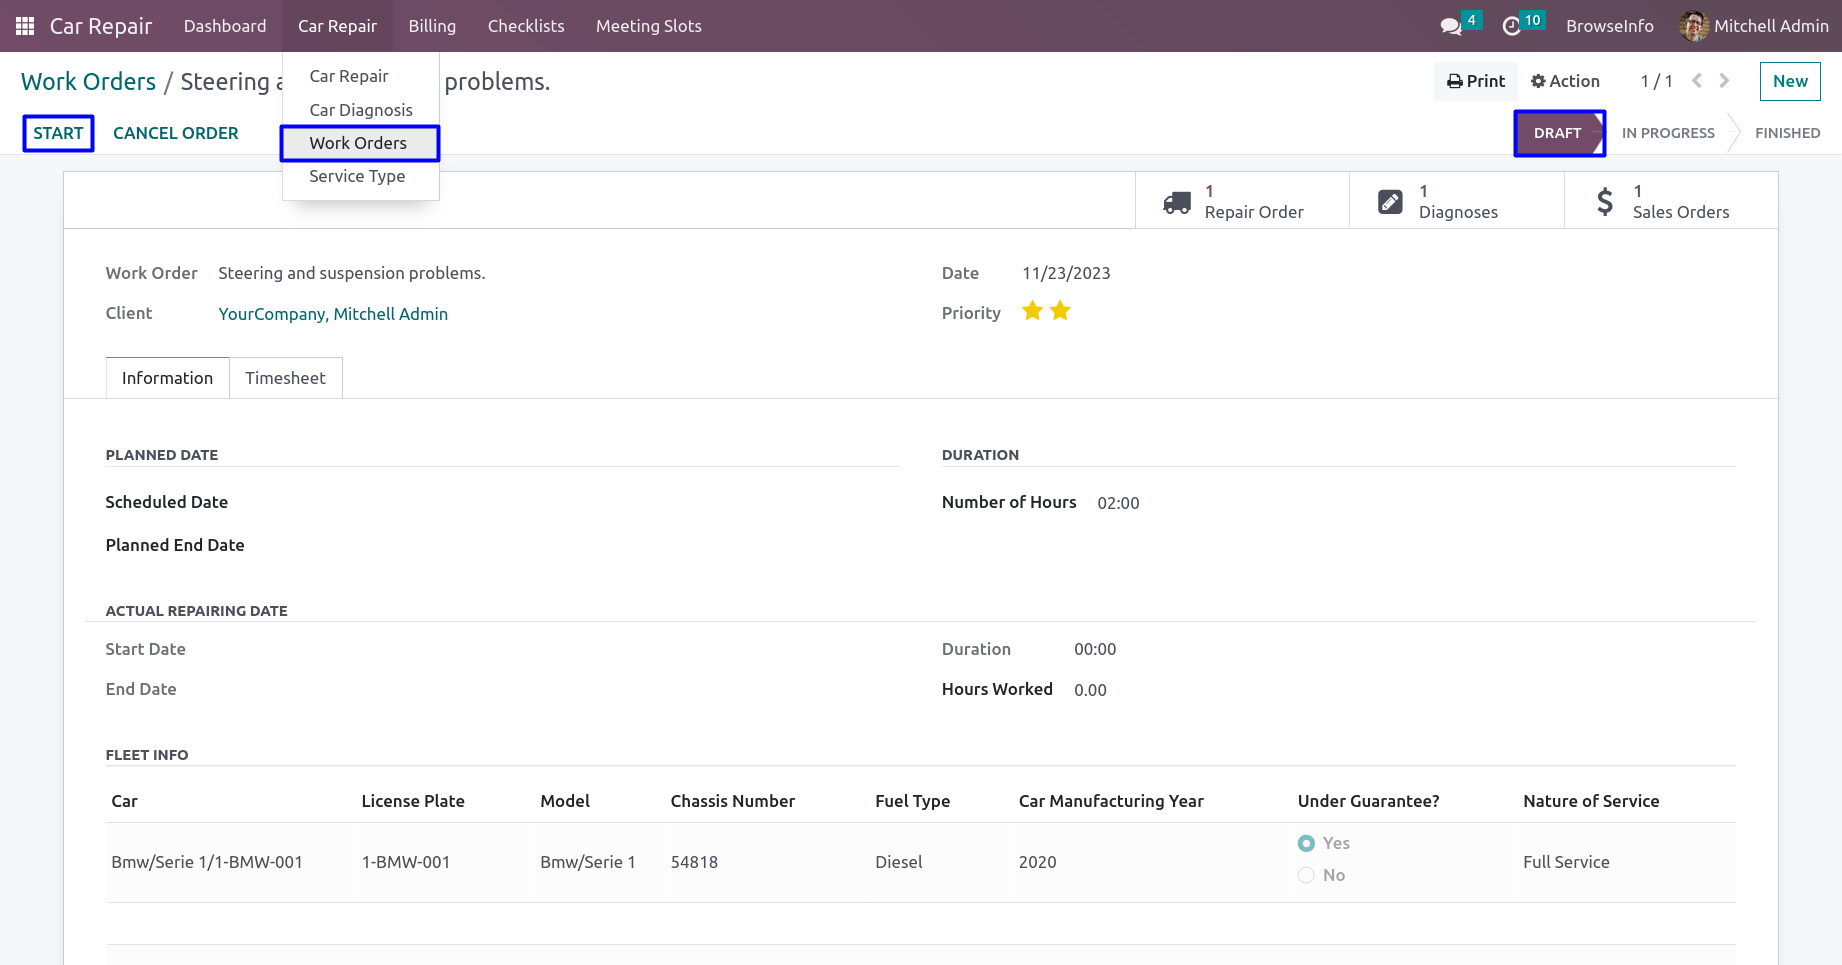 Car Repair Dashboard Car Repair Billing Checklists Meeting Slots 4 10 BrowseInfo Mitchell Admin
Work Orders / Steering a problems. Print Action 1 / 1 New
Car Repair
Car Diagnosis
Work Orders
Service Type
START CANCEL ORDER DRAFT IN PROGRESS FINISHED
1 Repair Order
1 Diagnoses
1 Sales Orders
Work Order Steering and suspension problems. Date 11/23/2023
Client YourCompany, Mitchell Admin Priority
Information Timesheet
PLANNED DATE DURATION
Scheduled Date Number of Hours 02:00
Planned End Date
ACTUAL REPAIRING DATE
Start Date Duration 00:00
End Date Hours Worked 0.00
FLEET INFO
Car License Plate Model Chassis Number Fuel Type Car Manufacturing Year Under Guarantee? Nature of Service
Bmw/Serie 1/1-BMW-001 1-BMW-001 Bmw/Serie 1 54818 Diesel 2020 Yes Full Service
No